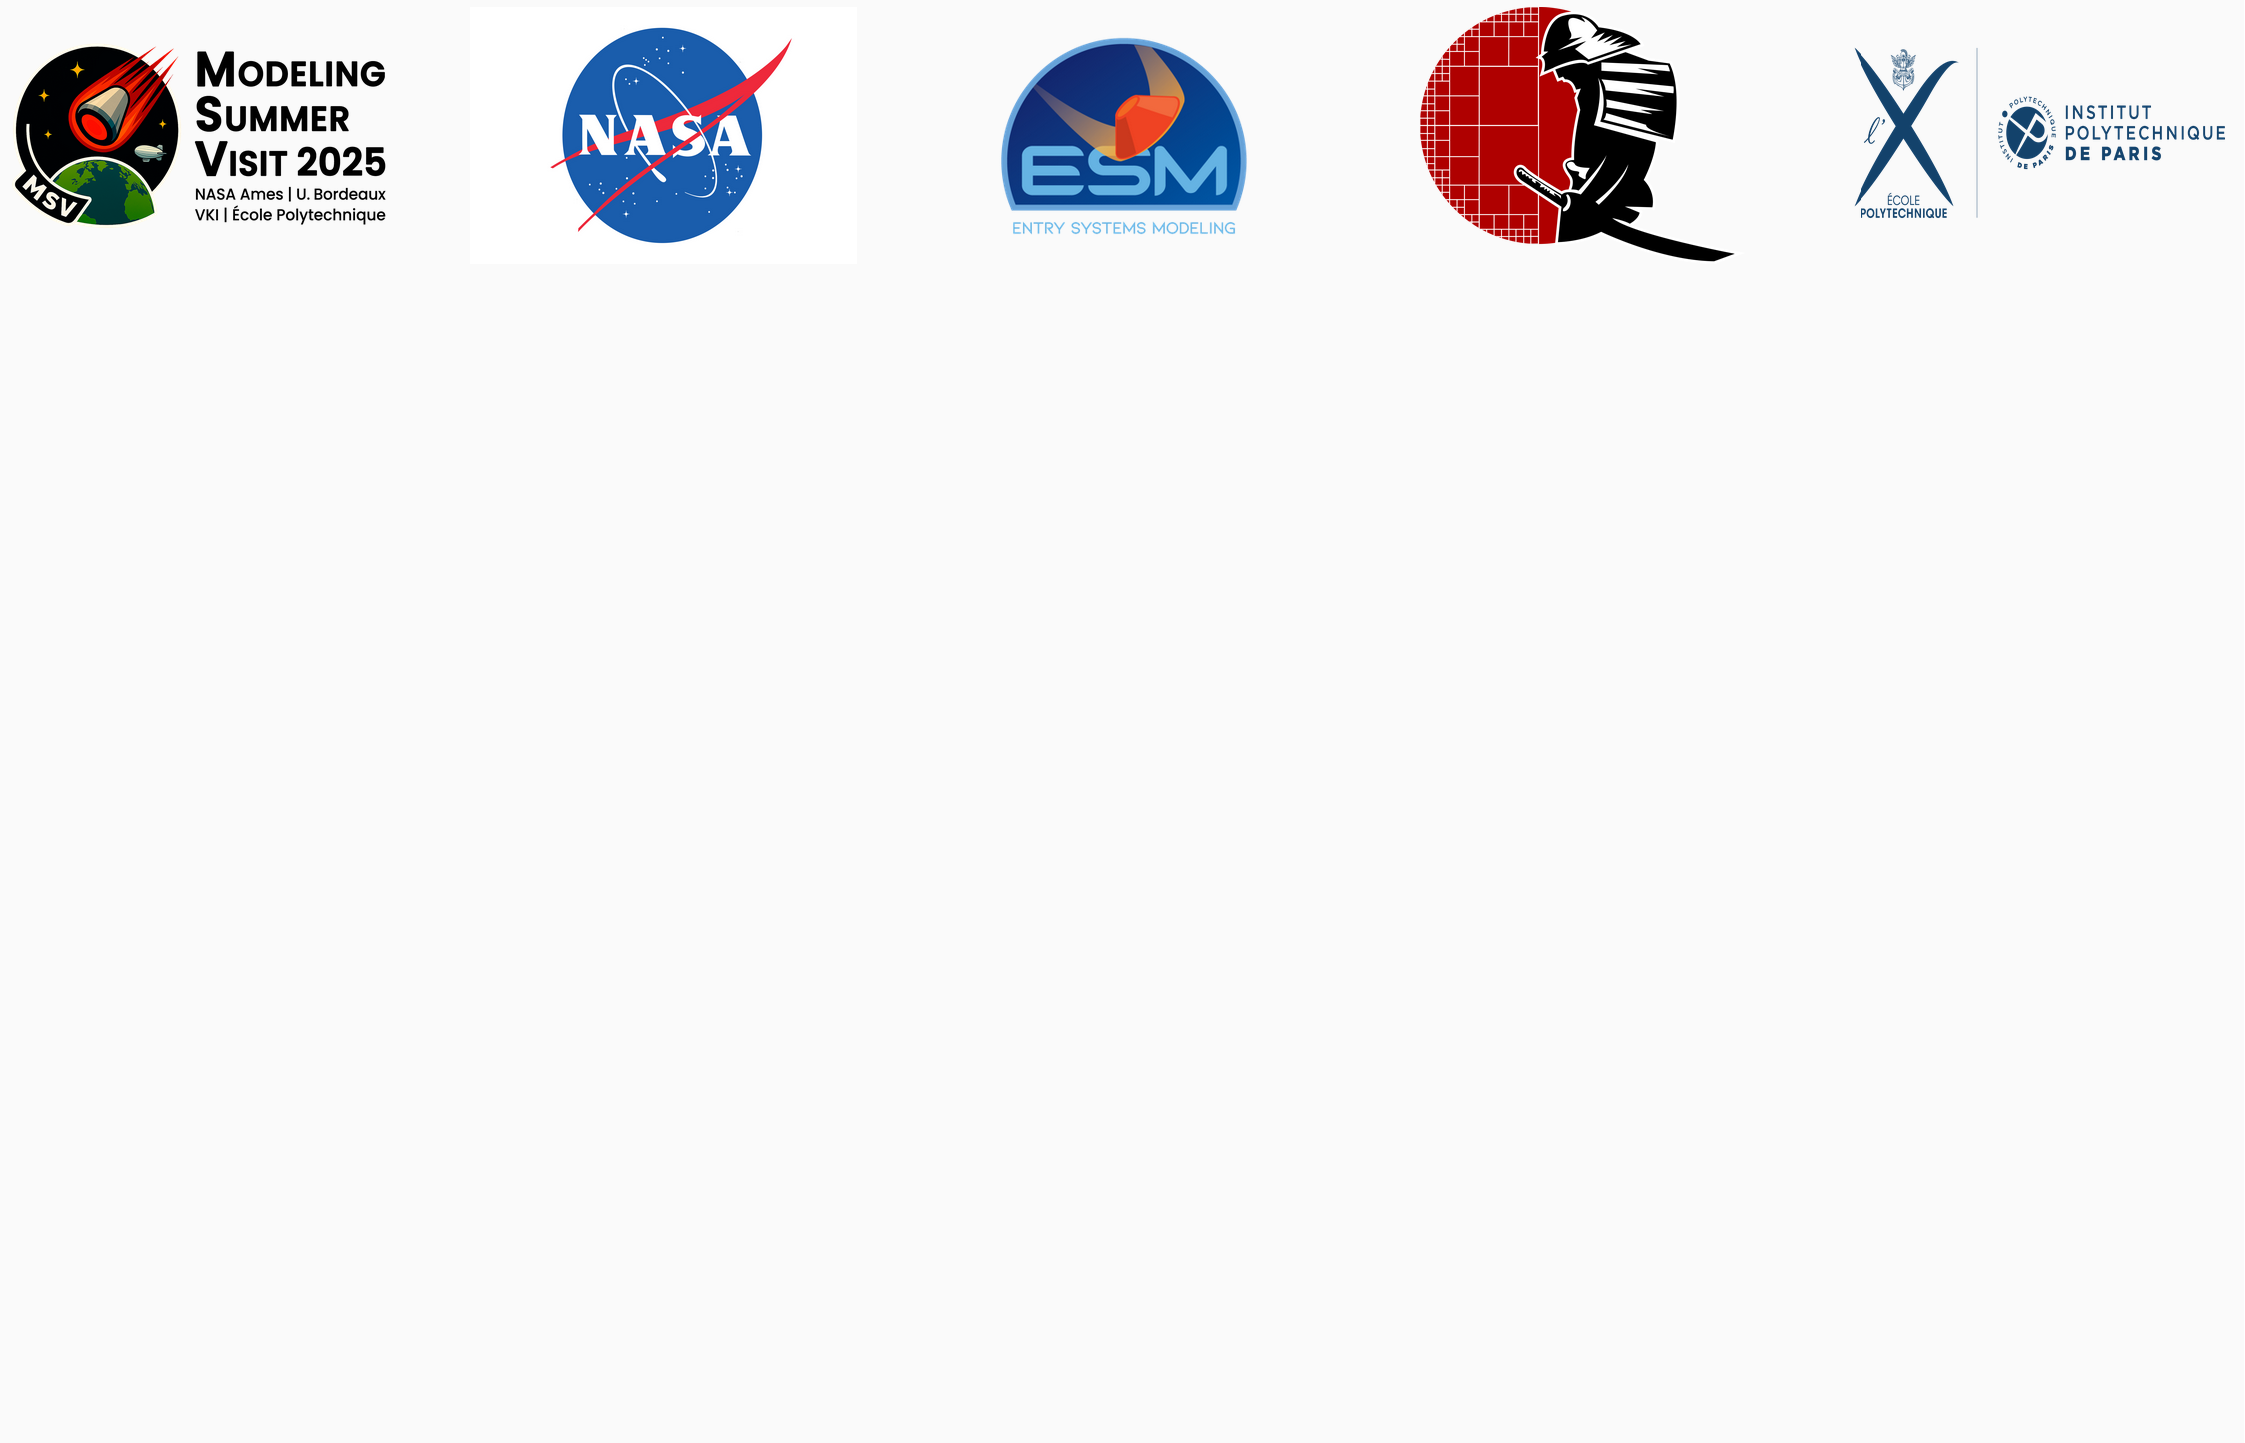 MODELING
SUMMER
VISIT 2025
NASA Ames | U. Bordeaux
VKI | École Polytechnique
MSV
NASA
ESM
ENTRY SYSTEMS MODELING
l'X
ÉCOLE
POLYTECHNIQUE
INSTITUT POLYTECHNIQUE DE PARIS
INSTITUT
POLYTECHNIQUE
DE PARIS